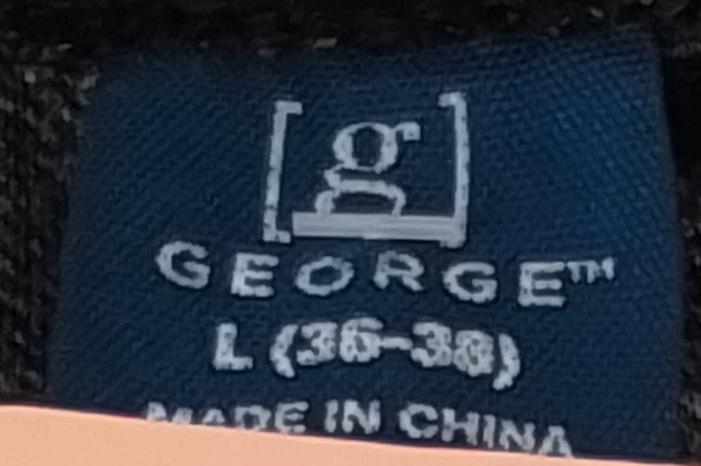 [g]
GEORGE™
L (36-38)
MADE IN CHINA